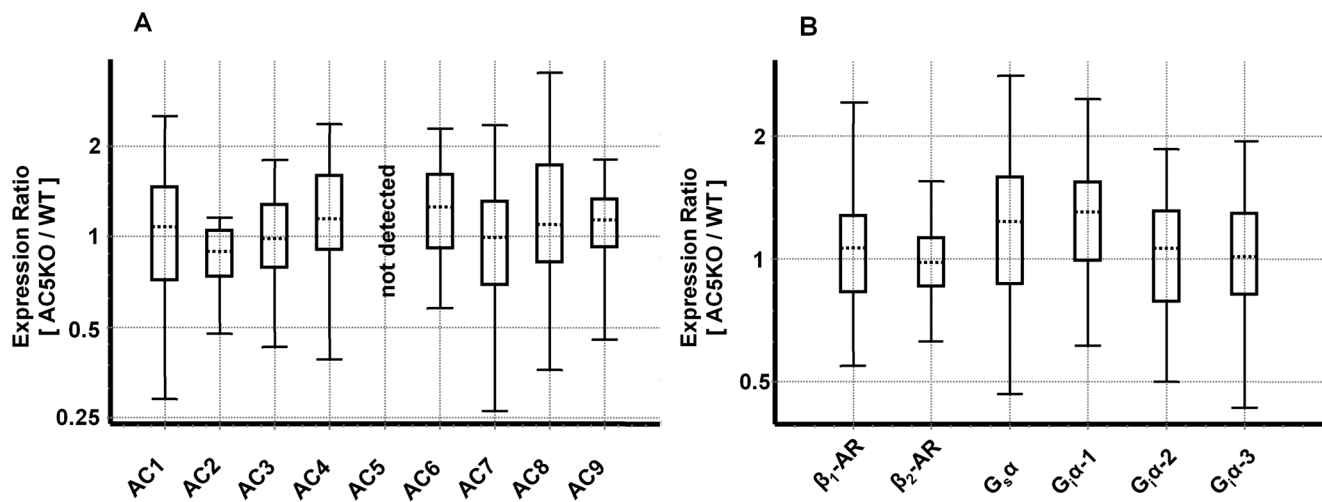 A
Expression Ratio
[ AC5KO / WT ]
2
1
0.5
0.25
not detected
AC1
AC2
AC3
AC4
AC5
AC6
AC7
AC8
AC9
B
Expression Ratio
[ AC5KO / WT]
2
1
0.5
β₁-AR
β₂-AR
Gₛα
Gᵢα-1
Gᵢα-2
Gᵢα-3